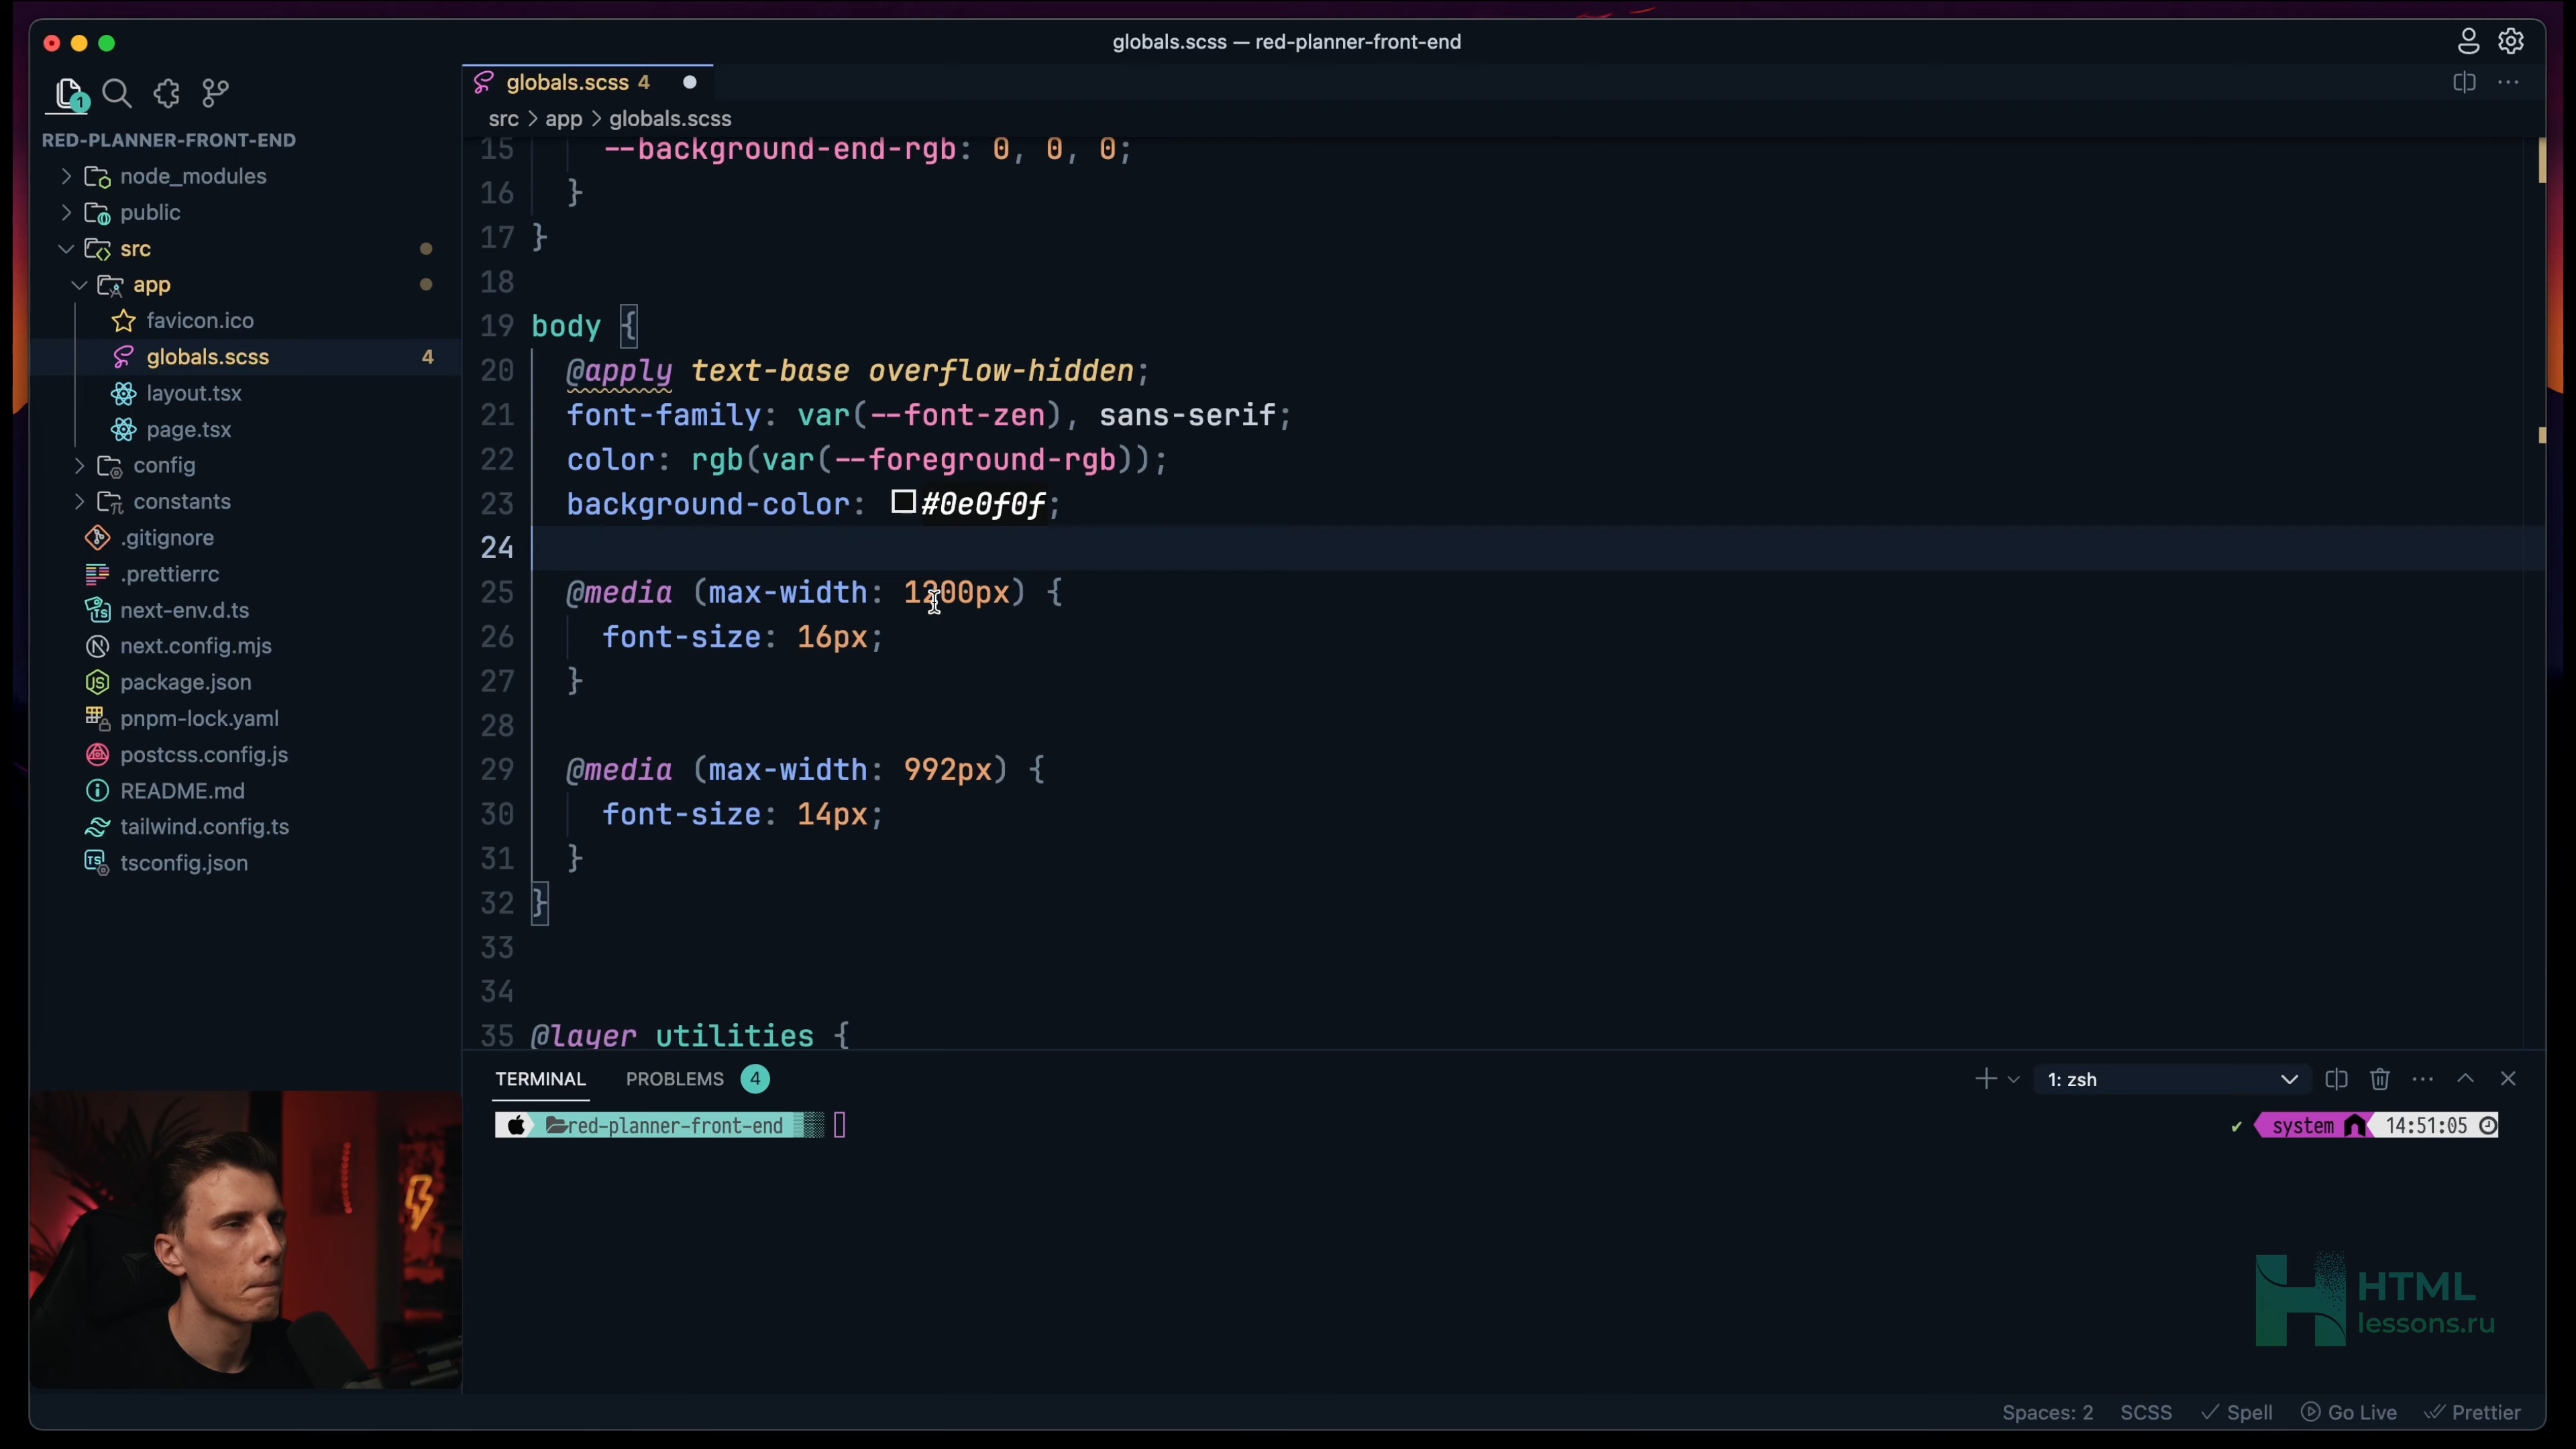 globals.scss — red-planner-front-end
1
globals.scss 4
src > app > globals.scss
RED-PLANNER-FRONT-END
node_modules
public
src
app
favicon.ico
globals.scss 4
layout.tsx
page.tsx
config
constants
.gitignore
.prettierrc
next-env.d.ts
next.config.mjs
package.json
pnpm-lock.yaml
postcss.config.js
README.md
tailwind.config.ts
tsconfig.json
15 --background-end-rgb: 0, 0, 0;
16 }
17 }
18
19 body {
20 @apply text-base overflow-hidden;
21 font-family: var(--font-zen), sans-serif;
22 color: rgb(var(--foreground-rgb));
23 background-color: #0e0f0f;
24
25 @media (max-width: 1200px) {
26 font-size: 16px;
27 }
28
29 @media (max-width: 992px) {
30 font-size: 14px;
31 }
32 }
33
34
35 @layer utilities {
TERMINAL PROBLEMS 4
1: zsh
red-planner-front-end
system 14:51:05
HTML
lessons.ru
Spaces: 2 SCSS Spell Go Live Prettier